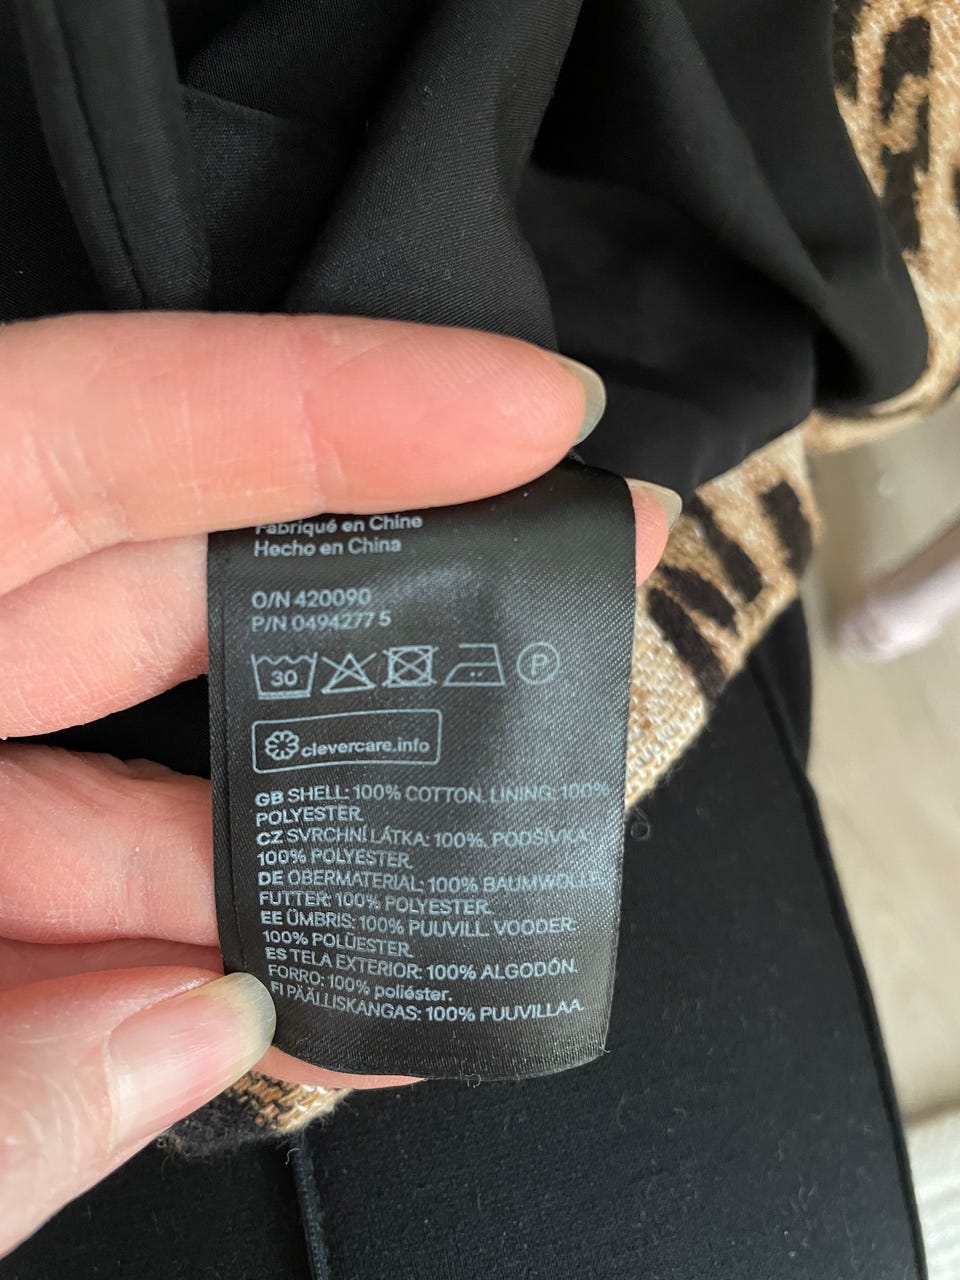 Fabriqué en Chine
Hecho en China
O/N 420090
P/N 0494277 5
30 P
clevercare.info
GB SHELL: 100% COTTON. LINING: 100%
POLYESTER.
CZ SVRCHNÍ LÁTKA: 100%. PODŠÍVKA:
100% POLYESTER.
DE OBERMATERIAL: 100% BAUMWOLLE.
FUTTER: 100% POLYESTER.
EE ÜMBRIS: 100% PUUVILL. VOODER:
100% POLÜESTER.
ES TELA EXTERIOR: 100% ALGODÓN.
FORRO: 100% poliéster.
FI PÄÄLLISKANGAS: 100% PUUVILLAA.